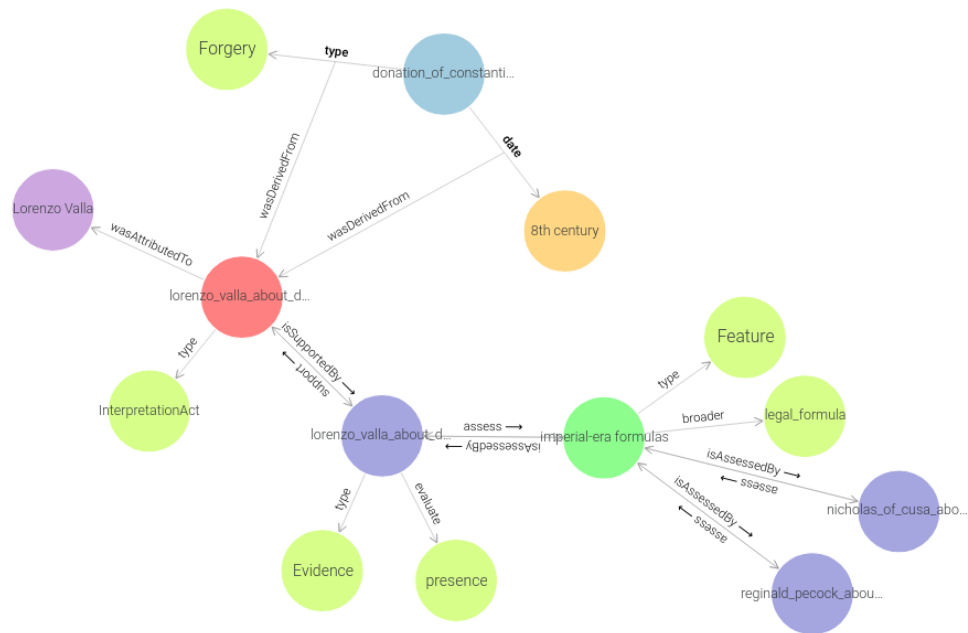 Forgery
type
donation_of_constanti...
wasDerivedFrom
date
wasDerivedFrom
Lorenzo Valla
8th century
wasAttributedTo
lorenzo_valla_about_d...
type
isSupportedBy ⟶
⟵ support
InterpretationAct
Feature
type
broader
legal_formula
lorenzo_valla_about_d...
assess ⟶
⟵ isAssessedBy
imperial-era formulas
isAssessedBy ⟶
⟵ assess
nicholas_of_cusa_abo...
isAssessedBy ⟶
⟵ assess
reginald_pecock_abou...
type
evaluate
Evidence
presence